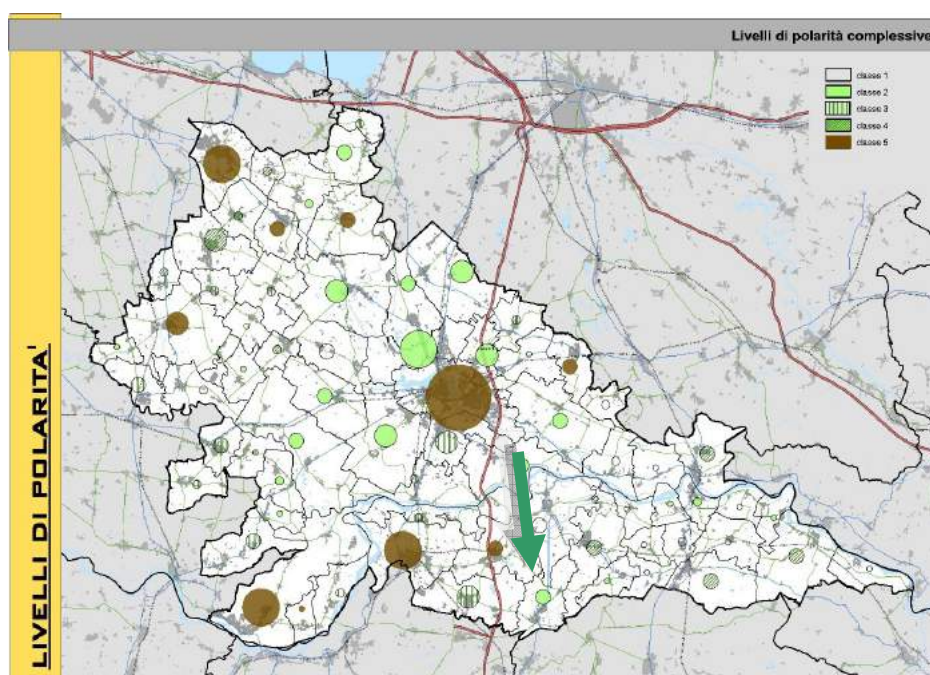 Livelli di polarità complessive
classe 1
classe 2
classe 3
classe 4
classe 5
LIVELLI DI POLARITA'